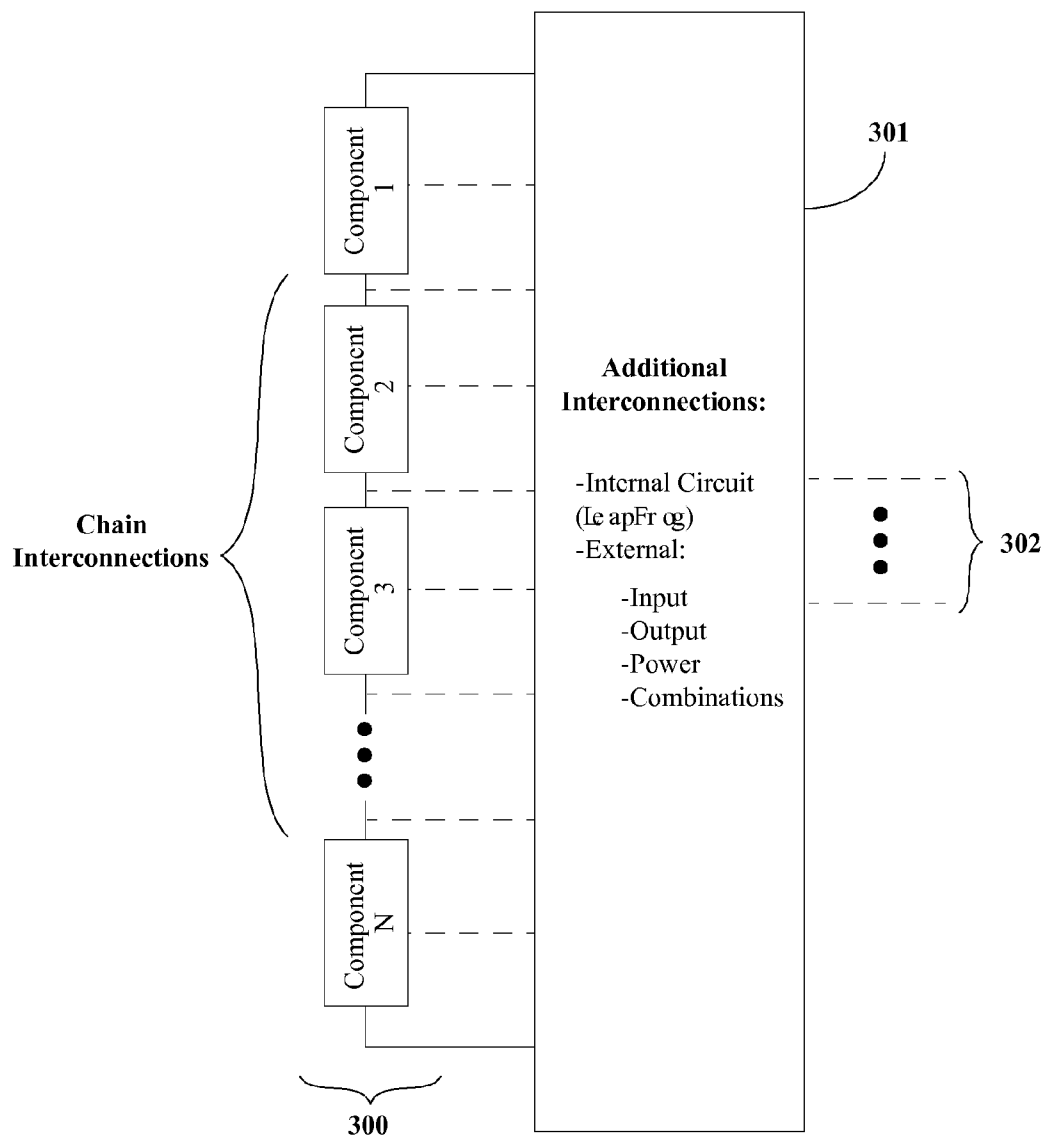 301
Component
1
Component
2
Component
3
Component
N
Chain
Interconnections
Additional
Interconnections:
-Internal Circuit
(LeapFrog)
-External:
-Input
-Output
-Power
-Combinations
302
300